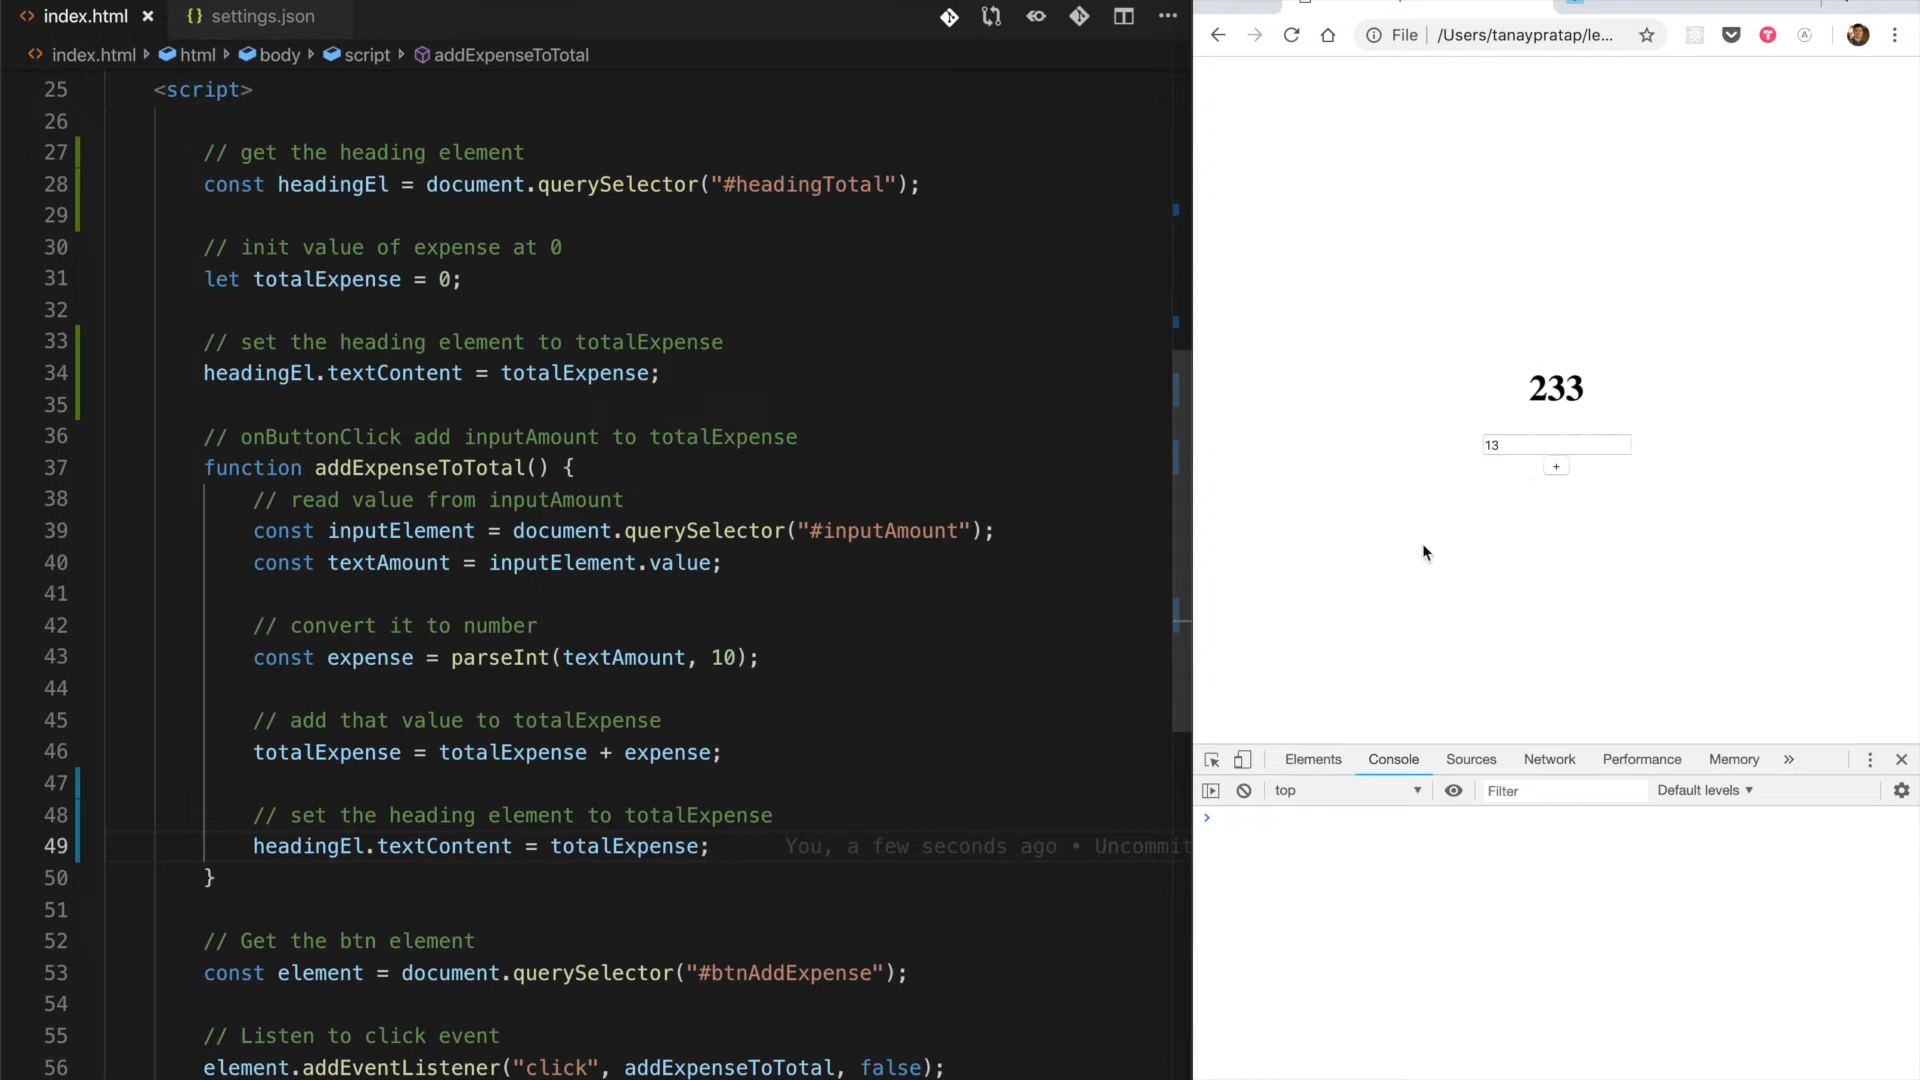 index.html
settings.json
index.html html body script addExpenseToTotal
25 <script>
26
27 // get the heading element
28 const headingEl = document.querySelector("#headingTotal");
29
30 // init value of expense at 0
31 let totalExpense = 0;
32
33 // set the heading element to totalExpense
34 headingEl.textContent = totalExpense;
35
36 // onButtonClick add inputAmount to totalExpense
37 function addExpenseToTotal() {
38 // read value from inputAmount
39 const inputElement = document.querySelector("#inputAmount");
40 const textAmount = inputElement.value;
41
42 // convert it to number
43 const expense = parseInt(textAmount, 10);
44
45 // add that value to totalExpense
46 totalExpense = totalExpense + expense;
47
48 // set the heading element to totalExpense
49 headingEl.textContent = totalExpense; You, a few seconds ago • Uncommit
50 }
51
52 // Get the btn element
53 const element = document.querySelector("#btnAddExpense");
54
55 // Listen to click event
56 element.addEventListener("click", addExpenseToTotal, false);
File /Users/tanaypratap/le...
233
13
+
Elements Console Sources Network Performance Memory »
top Filter Default levels